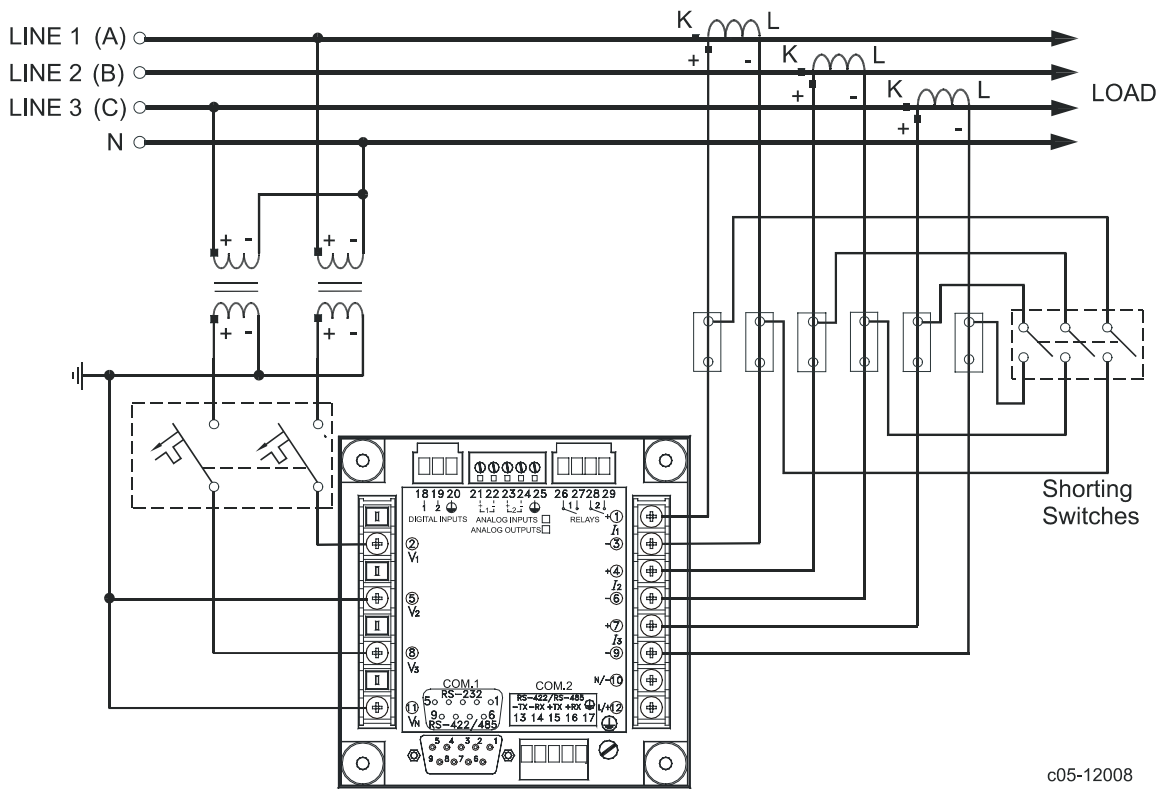 K L
LINE 1 (A)
+ -
K L
LINE 2 (B)
+ -
K L
LINE 3 (C)
LOAD
+ -
N
+ - + -
+ - + -
18 19 20 21 22 23 24 25 26 27 28 29
1 2 1 2 1 2
DIGITAL INPUTS
ANALOG INPUTS
ANALOG OUTPUTS
RELAYS
+1
I1
-3
2
V1
+4
I2
-6
5
V2
+7
I3
-9
8
V3
N/-10
L/+12
11
VN
COM.1
RS-232
5 1
9 6
RS-422/485
COM.2
RS-422/RS-485
-TX -RX +TX +RX
13 14 15 16 17
5 4 3 2 1
9 8 7 6
Shorting
Switches
c05-12008